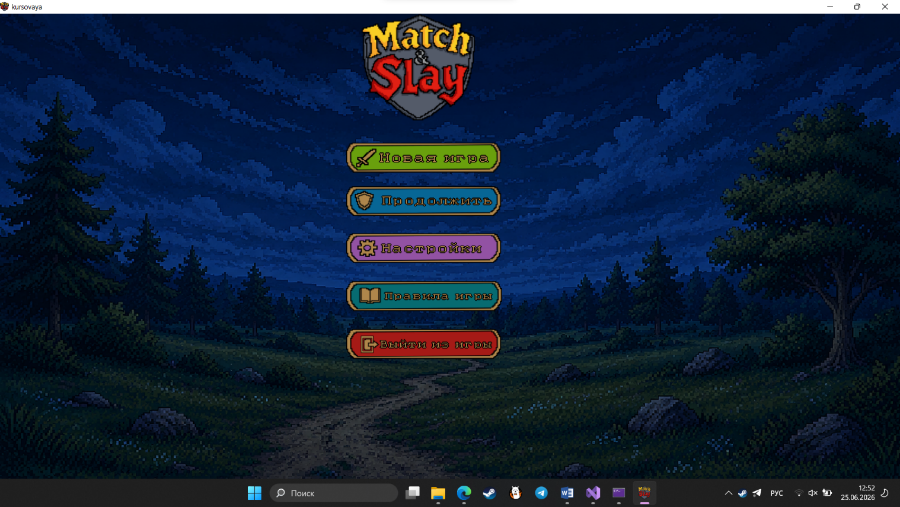 kursovaya
Match
&
Slay
Новая игра
Продолжить
Настройки
Правила игры
Выйти из игры
Поиск
РУС
12:52
25.06.2026